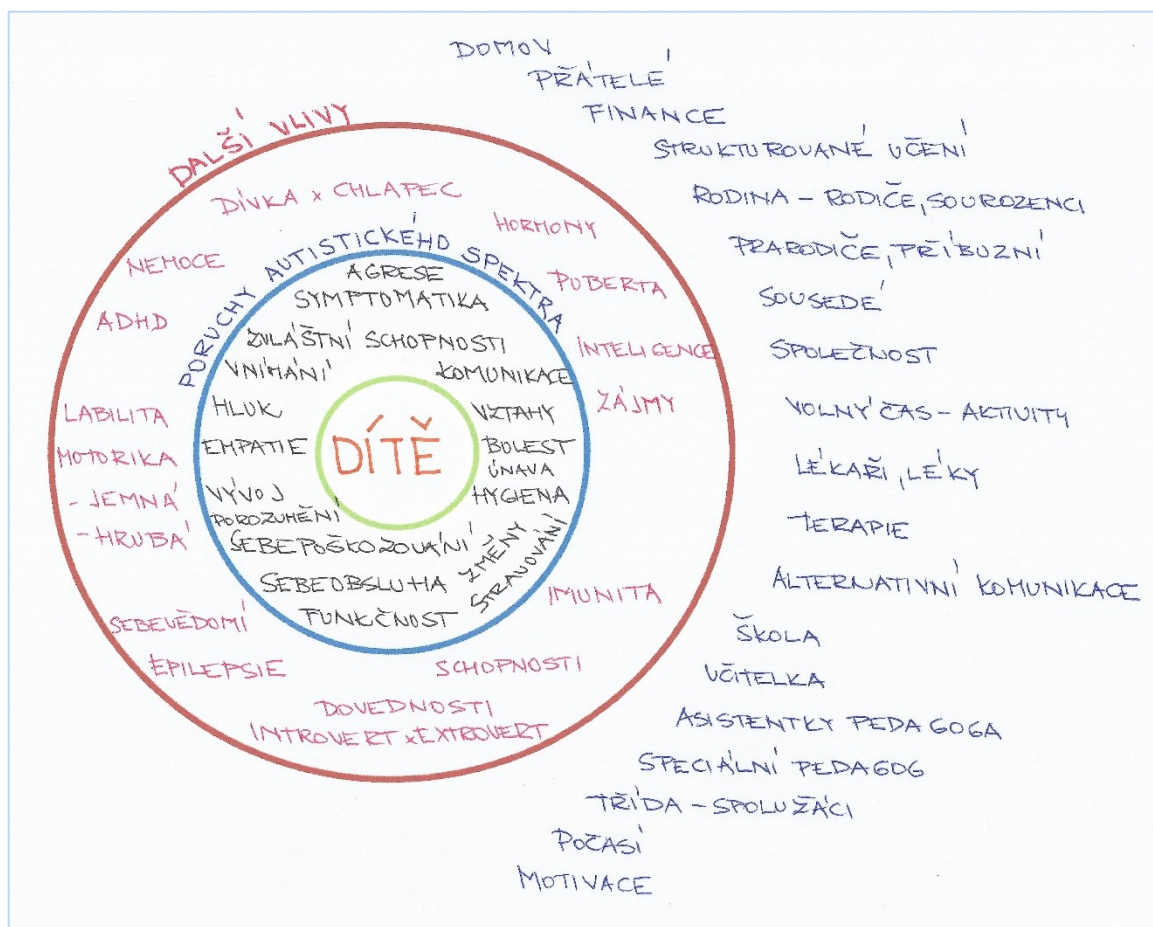 DOMOV
PŘÁTELÉ
FINANCE
STRUKTUROVANÉ UČENÍ
RODINA – RODIČE, SOUROZENCI
PRARODIČE, PŘÍBUZNÍ
SOUSEDÉ
SPOLEČNOST
VOLNÝ ČAS – AKTIVITY
LÉKAŘI, LÉKY
TERAPIE
ALTERNATIVNÍ KOMUNIKACE
ŠKOLA
UČITELKA
ASISTENTKY PEDAGOGA
SPECIÁLNÍ PEDAGOG
TŘÍDA – SPOLUŽÁCI
POČASÍ
MOTIVACE
DALŠÍ VLIVY
DÍVKA x CHLAPEC
HORMONY
NEMOCE
PUBERTA
ADHD
INTELIGENCE
ZÁJMY
LABILITA
MOTORIKA
- JEMNÁ
- HRUBÁ
IMUNITA
SEBEVĚDOMÍ
EPILEPSIE
SCHOPNOSTI
DOVEDNOSTI
INTROVERT x EXTROVERT
PORUCHY AUTISTICKÉHO SPEKTRA
AGRESE
SYMPTOMATIKA
ZVLÁŠTNÍ SCHOPNOSTI
VNÍMÁNÍ
KOMUNIKACE
HLUK
VZTAHY
EMPATIE
BOLEST
ÚNAVA
VÝVOJ
HYGIENA
POROZUMĚNÍ
SEBEPOŠKOZOVÁNÍ
ZMĚNY
STRAVOVÁNÍ
SEBEOBSLUHA
FUNKČNOST
DÍTĚ